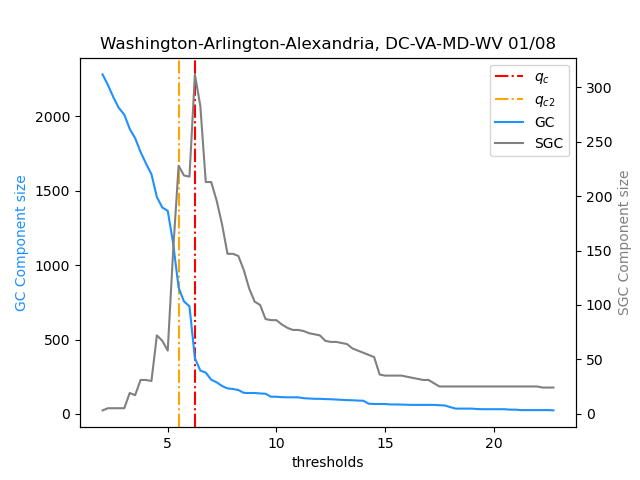 Washington-Arlington-Alexandria, DC-VA-MD-WV 01/08
q_c
q_c2
GC
SGC
GC Component size
2000
1500
1000
500
0
300
250
200
150
100
50
0
SGC Component size
5 10 15 20
thresholds